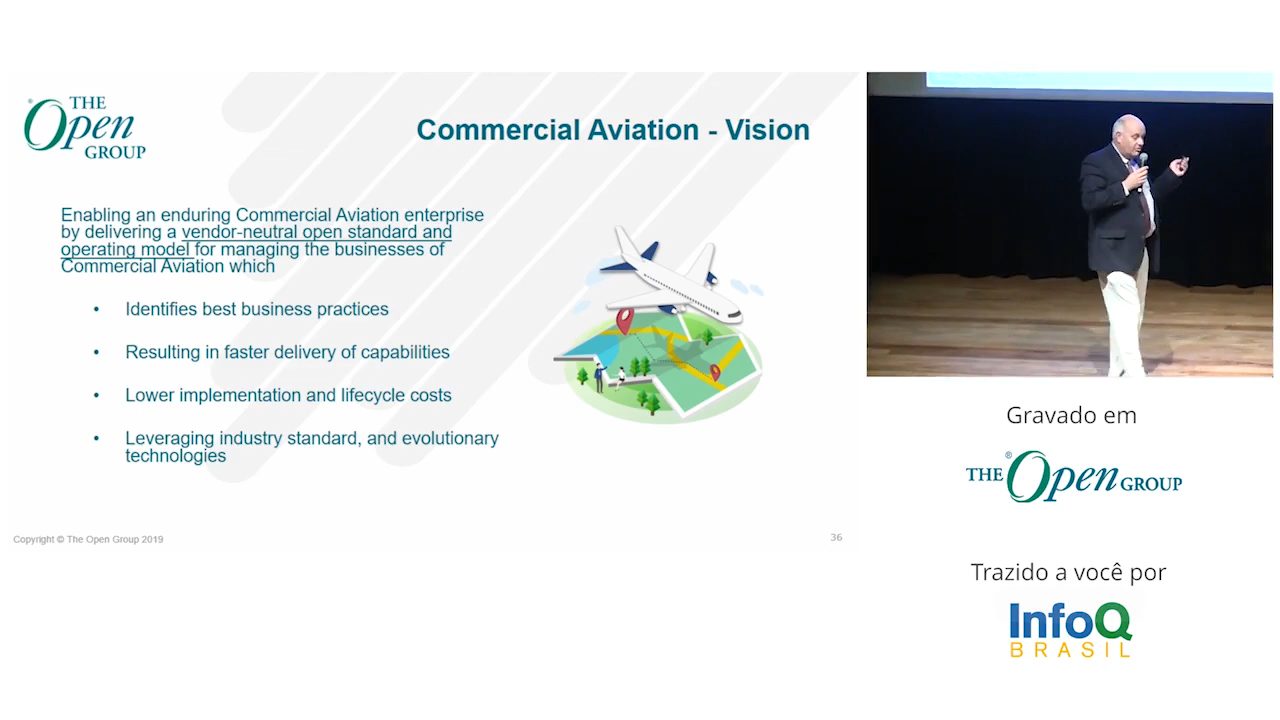 THE
Open
GROUP
®
Commercial Aviation - Vision
Enabling an enduring Commercial Aviation enterprise
by delivering a vendor-neutral open standard and
operating model for managing the businesses of
Commercial Aviation which
• Identifies best business practices
• Resulting in faster delivery of capabilities
• Lower implementation and lifecycle costs
• Leveraging industry standard, and evolutionary
technologies
Copyright © The Open Group 2019
36
Gravado em
THE Open GROUP
®
Trazido a você por
InfoQ
BRASIL